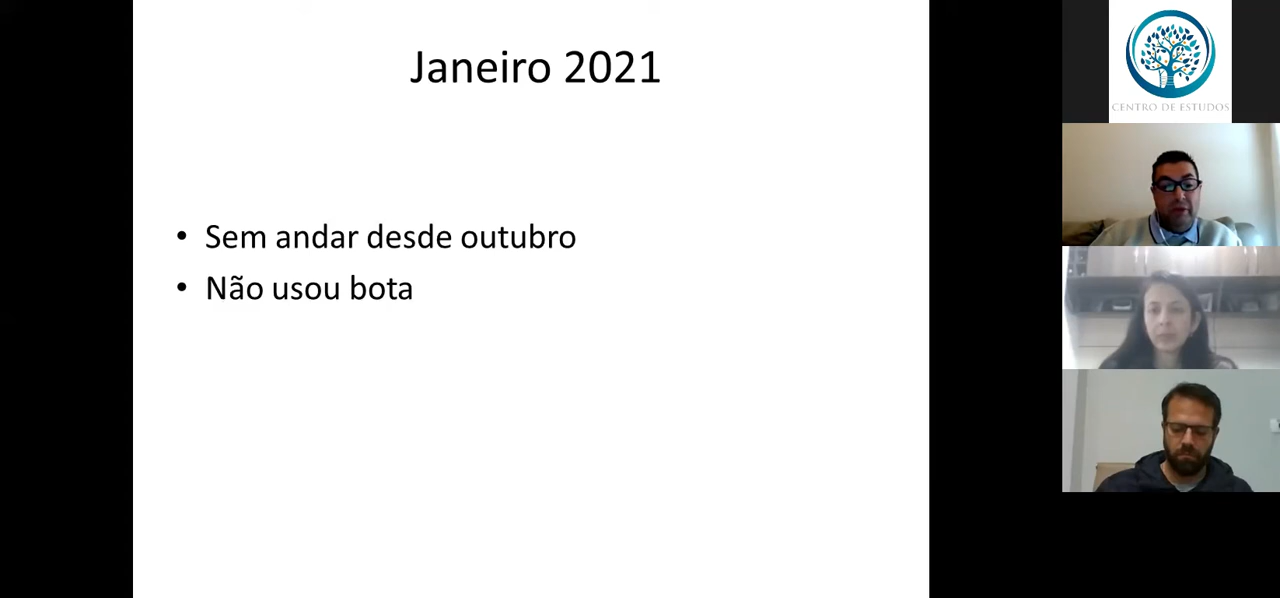 Janeiro 2021
• Sem andar desde outubro
• Não usou bota
CENTRO DE ESTUDOS